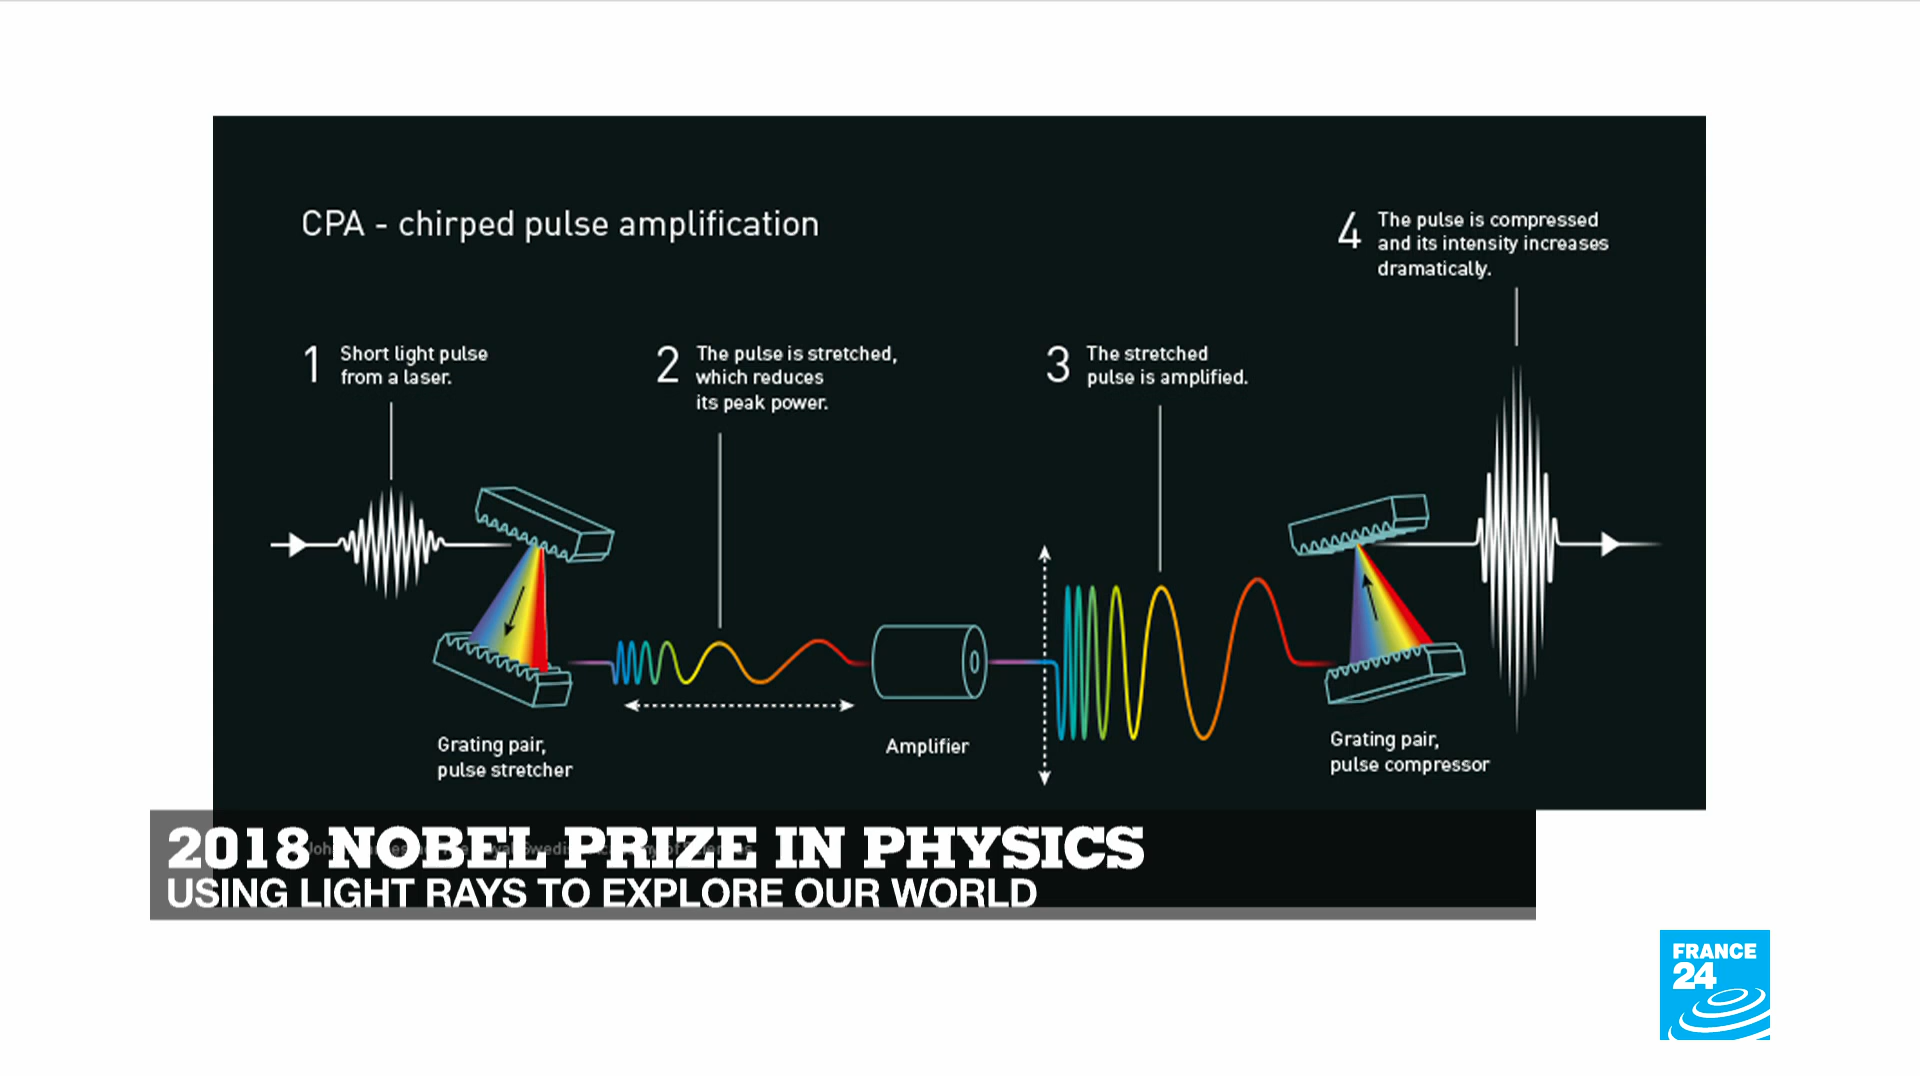 CPA - chirped pulse amplification
1 Short light pulse
from a laser.
2 The pulse is stretched,
which reduces
its peak power.
3 The stretched
pulse is amplified.
4 The pulse is compressed
and its intensity increases
dramatically.
Grating pair,
pulse stretcher
Amplifier
Grating pair,
pulse compressor
2018 NOBEL PRIZE IN PHYSICS
USING LIGHT RAYS TO EXPLORE OUR WORLD
FRANCE
24